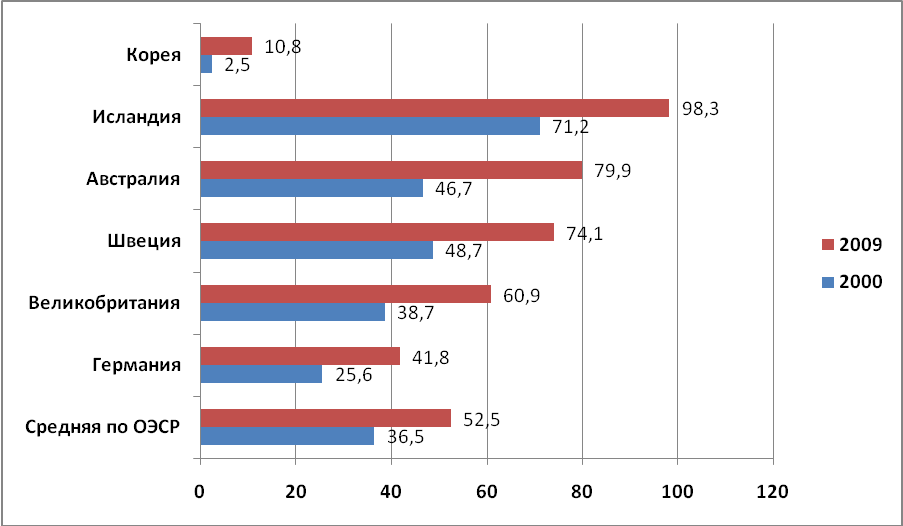 Корея
10,8
2,5
Исландия
98,3
71,2
Австралия
79,9
46,7
Швеция
74,1
48,7
Великобритания
60,9
38,7
Германия
41,8
25,6
Средняя по ОЭСР
52,5
36,5
0 20 40 60 80 100 120
2009
2000